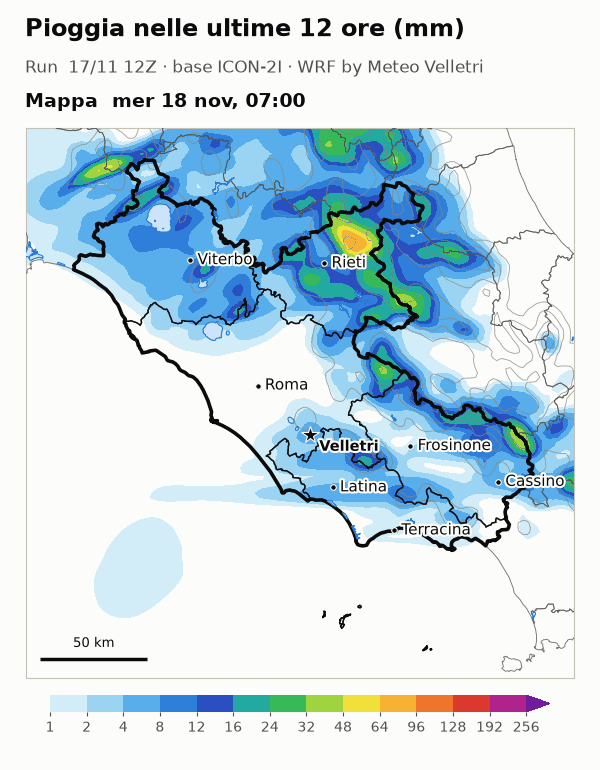 Pioggia nelle ultime 12 ore (mm)
Run  17/11 12Z · base ICON-2I · WRF by Meteo Velletri
Mappa  mer 18 nov, 07:00
Viterbo
Rieti
Roma
Velletri
Frosinone
Latina
Cassino
Terracina
50 km
1 2 4 8 12 16 24 32 48 64 96 128 192 256